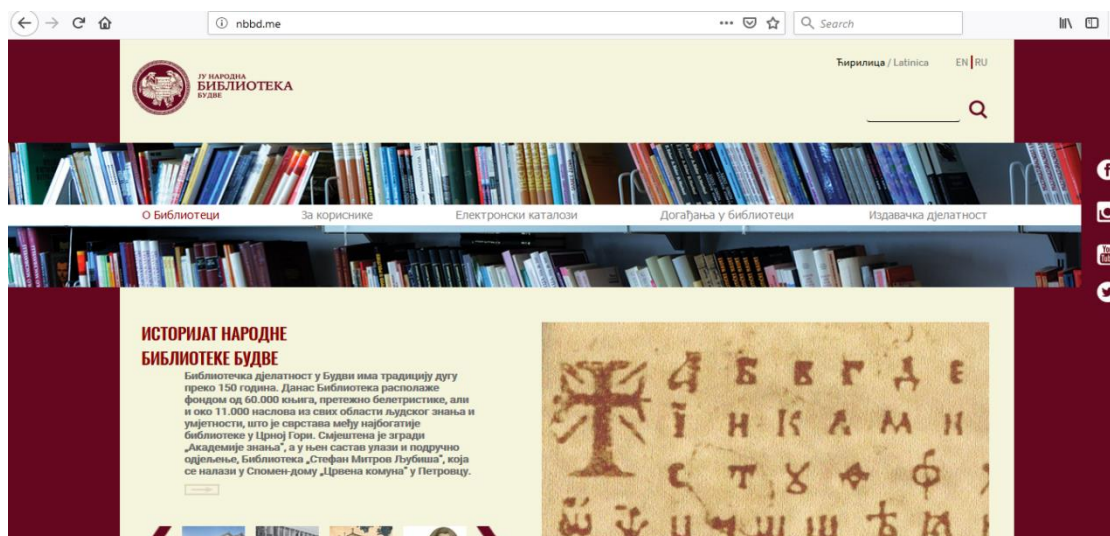 nbbd.me
Search
Ћирилица / Latinica EN RU
ЈУ НАРОДНА
БИБЛИОТЕКА
БУДВЕ
О Библиотеци За кориснике Електронски каталози Догађања у библиотеци Издавачка дјелатност
ИСТОРИЈАТ НАРОДНЕ
БИБЛИОТЕКЕ БУДВЕ
Библиотечка дјелатност у Будви има традицију дугу
преко 150 година. Данас Библиотека располаже
фондом од 60.000 књига, претежно белетристике, али
и око 11.000 наслова из свих области људског знања и
умјетности, што је сврстава међу најбогатије
библиотеке у Црној Гори. Смјештена је згради
„Академије знања“, а у њен састав улази и подручно
одјељење, Библиотека „Стефан Митров Љубиша“, која
се налази у Спомен-дому „Црвена комуна“ у Петровцу.